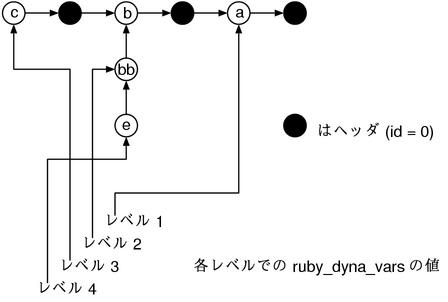 c b a
bb
e
はヘッダ (id = 0)
レベル 1
レベル 2
レベル 3
各レベルでの ruby_dyna_vars の値
レベル 4